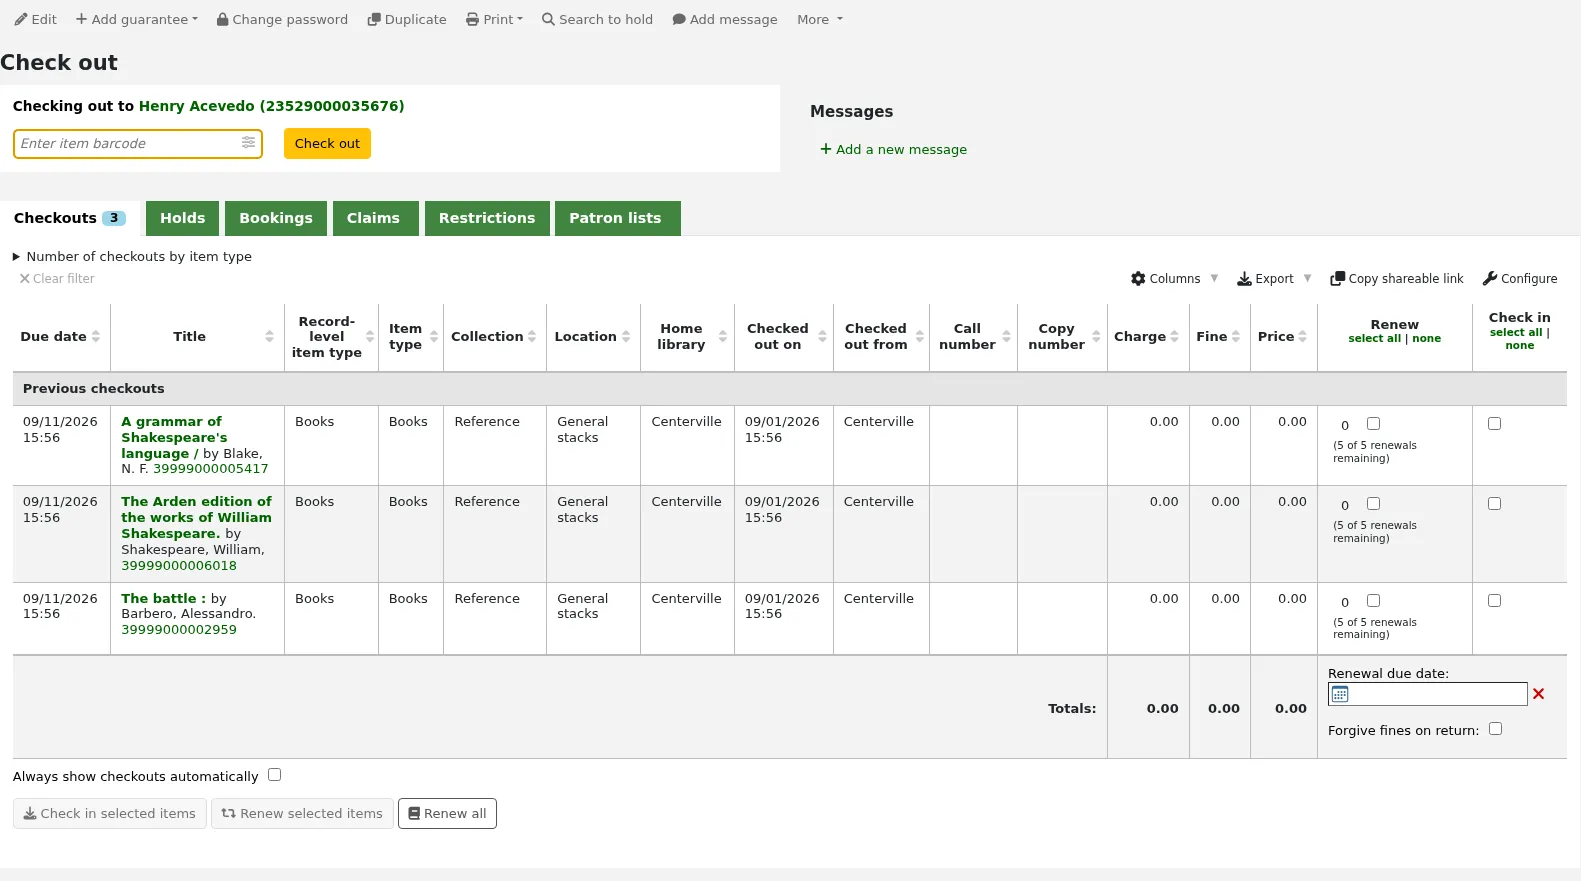 Edit Add guarantee Change password Duplicate Print Search to hold Add message More
Check out
Checking out to Henry Acevedo (23529000035676)
Enter item barcode Check out
Messages
Add a new message
Checkouts 3 Holds Bookings Claims Restrictions Patron lists
Number of checkouts by item type
Clear filter Columns Export Copy shareable link Configure
Due date Title Record-level item type Item type Collection Location Home library Checked out on Checked out from Call number Copy number Charge Fine Price Renew select all | none Check in select all | none
Previous checkouts
09/11/2026 A grammar of Books Books Reference General Centerville 09/01/2026 Centerville 0.00 0.00 0.00 0
15:56 Shakespeare's stacks 15:56 (5 of 5 renewals
language / by Blake, remaining)
N. F. 39999000005417
09/11/2026 The Arden edition of Books Books Reference General Centerville 09/01/2026 Centerville 0.00 0.00 0.00 0
15:56 the works of William stacks 15:56 (5 of 5 renewals
Shakespeare. by remaining)
Shakespeare, William,
39999000006018
09/11/2026 The battle : by Books Books Reference General Centerville 09/01/2026 Centerville 0.00 0.00 0.00 0
15:56 Barbero, Alessandro. stacks 15:56 (5 of 5 renewals
39999000002959 remaining)
Totals: 0.00 0.00 0.00
Renewal due date:
Forgive fines on return:
Always show checkouts automatically
Check in selected items Renew selected items Renew all